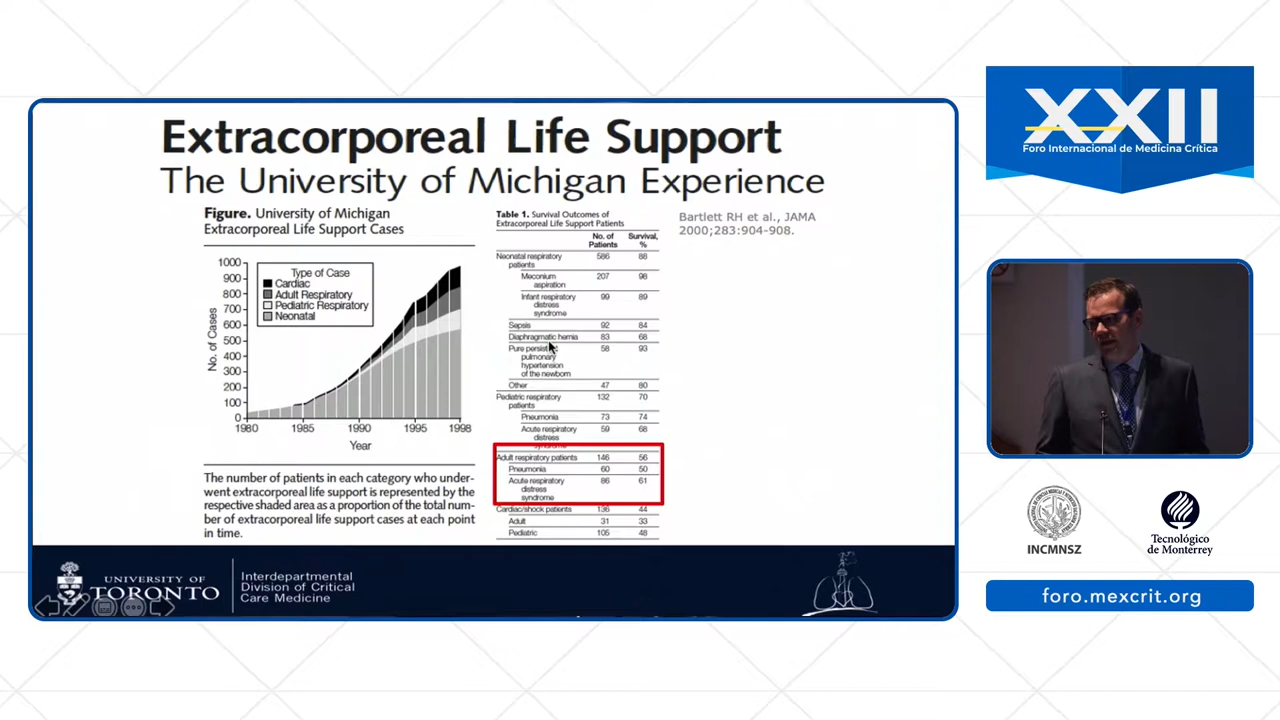 Extracorporeal Life Support
The University of Michigan Experience
Figure. University of Michigan
Extracorporeal Life Support Cases
1000
900
800
700
600
500
400
300
200
100
0
No. of Cases
Type of Case
Cardiac
Adult Respiratory
Pediatric Respiratory
Neonatal
1980 1985 1990 1995 1998
Year
The number of patients in each category who under-
went extracorporeal life support is represented by the
respective shaded area as a proportion of the total num-
ber of extracorporeal life support cases at each point
in time.
Table 1. Survival Outcomes of
Extracorporeal Life Support Patients
No. of Survival,
Patients %
Neonatal respiratory 586 88
patients
Meconium 207 98
aspiration
Infant respiratory 99 89
distress
syndrome
Sepsis 92 84
Diaphragmatic hernia 83 68
Pure 58 93
pulmonary
hypertension
of the newborn
Other 47 80
Pediatric respiratory 132 70
patients
Pneumonia 73 74
Acute respiratory 59 68
distress
syndrome
Adult respiratory patients 146 56
Pneumonia 60 50
Acute respiratory 86 61
distress
syndrome
Cardiac/shock patients 136 44
Adult 31 33
Pediatric 105 48
Bartlett RH et al., JAMA
2000;283:904-908.
UNIVERSITY OF
TORONTO
Interdepartmental
Division of Critical
Care Medicine
XXII
Foro Internacional de Medicina Crítica
INCMNSZ
Tecnológico
de Monterrey
foro.mexcrit.org